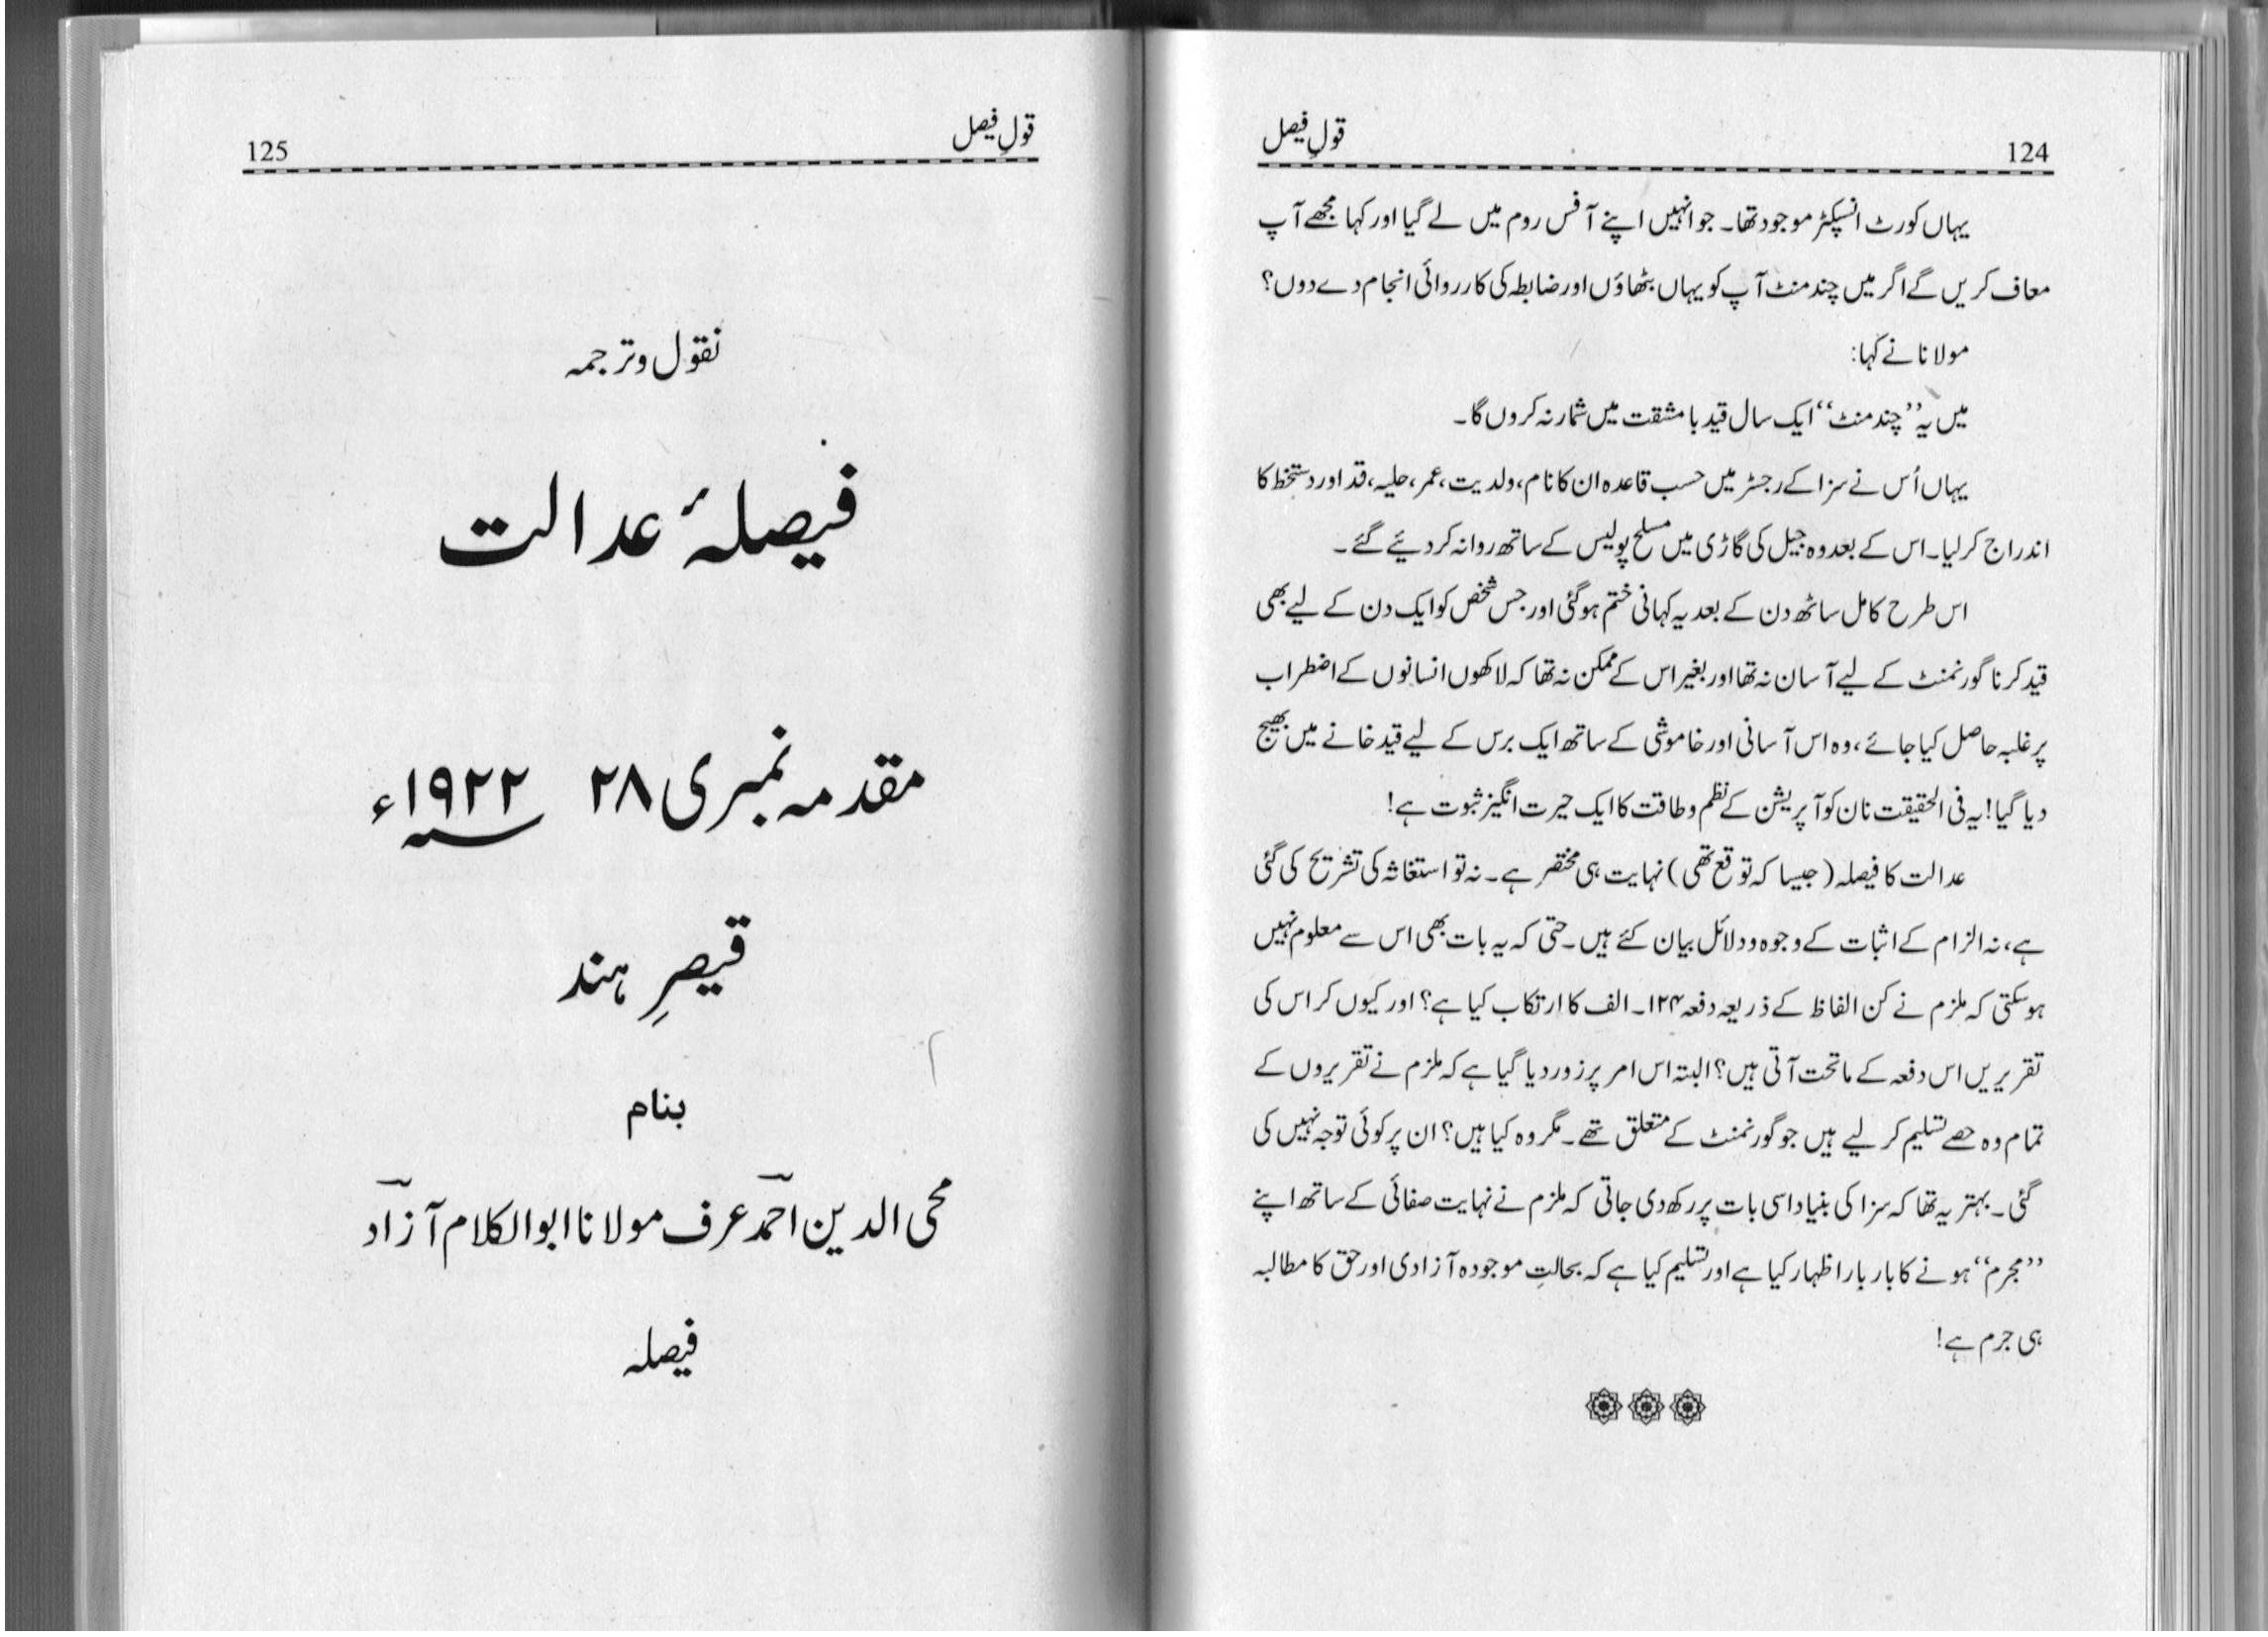 124
قولِ فیصل
یہاں کورٹ انسپکٹر موجود تھا۔ جو انہیں اپنے آفس روم میں لے گیا اور کہا مجھے آپ
معاف کریں گے اگر میں چند منٹ آپ کو یہاں بٹھاؤں اور ضابطہ کی کارروائی انجام دے دوں؟
مولانا نے کہا:
میں یہ ”چند منٹ“ ایک سال قید با مشقت میں شمار نہ کروں گا۔
یہاں اُس نے سزا کے رجسٹر میں حسب قاعدہ ان کا نام، ولدیت، عمر، حلیہ، قد اور دستخط کا
اندراج کرلیا۔ اس کے بعد وہ جیل کی گاڑی میں مسلح پولیس کے ساتھ روانہ کر دئیے گئے۔
اس طرح کامل ساٹھ دن کے بعد یہ کہانی ختم ہوگئی اور جس شخص کو ایک دن کے لیے بھی
قید کرنا گورنمنٹ کے لیے آسان نہ تھا اور بغیر اس کے ممکن نہ تھا کہ لاکھوں انسانوں کے اضطراب
پر غلبہ حاصل کیا جائے، وہ اس آسانی اور خاموشی کے ساتھ ایک برس کے لیے قید خانے میں بھیج
دیا گیا! یہ فی الحقیقت نان کوآپریشن کے نظم و طاقت کا ایک حیرت انگیز ثبوت ہے!
عدالت کا فیصلہ (جیسا کہ توقع تھی) نہایت ہی مختصر ہے۔ نہ تو استغاثہ کی تشریح کی گئی
ہے، نہ الزام کے اثبات کے وجوہ و دلائل بیان کئے ہیں۔ حتی کہ یہ بات بھی اس سے معلوم نہیں
ہوسکتی کہ ملزم نے کن الفاظ کے ذریعہ دفعہ ۱۲۴۔ الف کا ارتکاب کیا ہے؟ اور کیوں کر اس کی
تقریریں اس دفعہ کے ماتحت آتی ہیں؟ البتہ اس امر پر زور دیا گیا ہے کہ ملزم نے تقریروں کے
تمام وہ حصے تسلیم کر لیے ہیں جو گورنمنٹ کے متعلق تھے۔ مگر وہ کیا ہیں؟ ان پر کوئی توجہ نہیں کی
گئی۔ بہتر یہ تھا کہ سزا کی بنیاد اسی بات پر رکھ دی جاتی کہ ملزم نے نہایت صفائی کے ساتھ اپنے
”مجرم“ ہونے کا بار بار اظہار کیا ہے اور تسلیم کیا ہے کہ بحالتِ موجودہ آزادی اور حق کا مطالبہ
ہی جرم ہے!
قولِ فیصل
125
نقول و ترجمہ
فیصلۂ عدالت
مقدمہ نمبری ۲۸ ۱۹۲۲ء
قیصرِ ہند
بنام
محی الدین احمد عرف مولانا ابوالکلام آزاد
فیصلہ